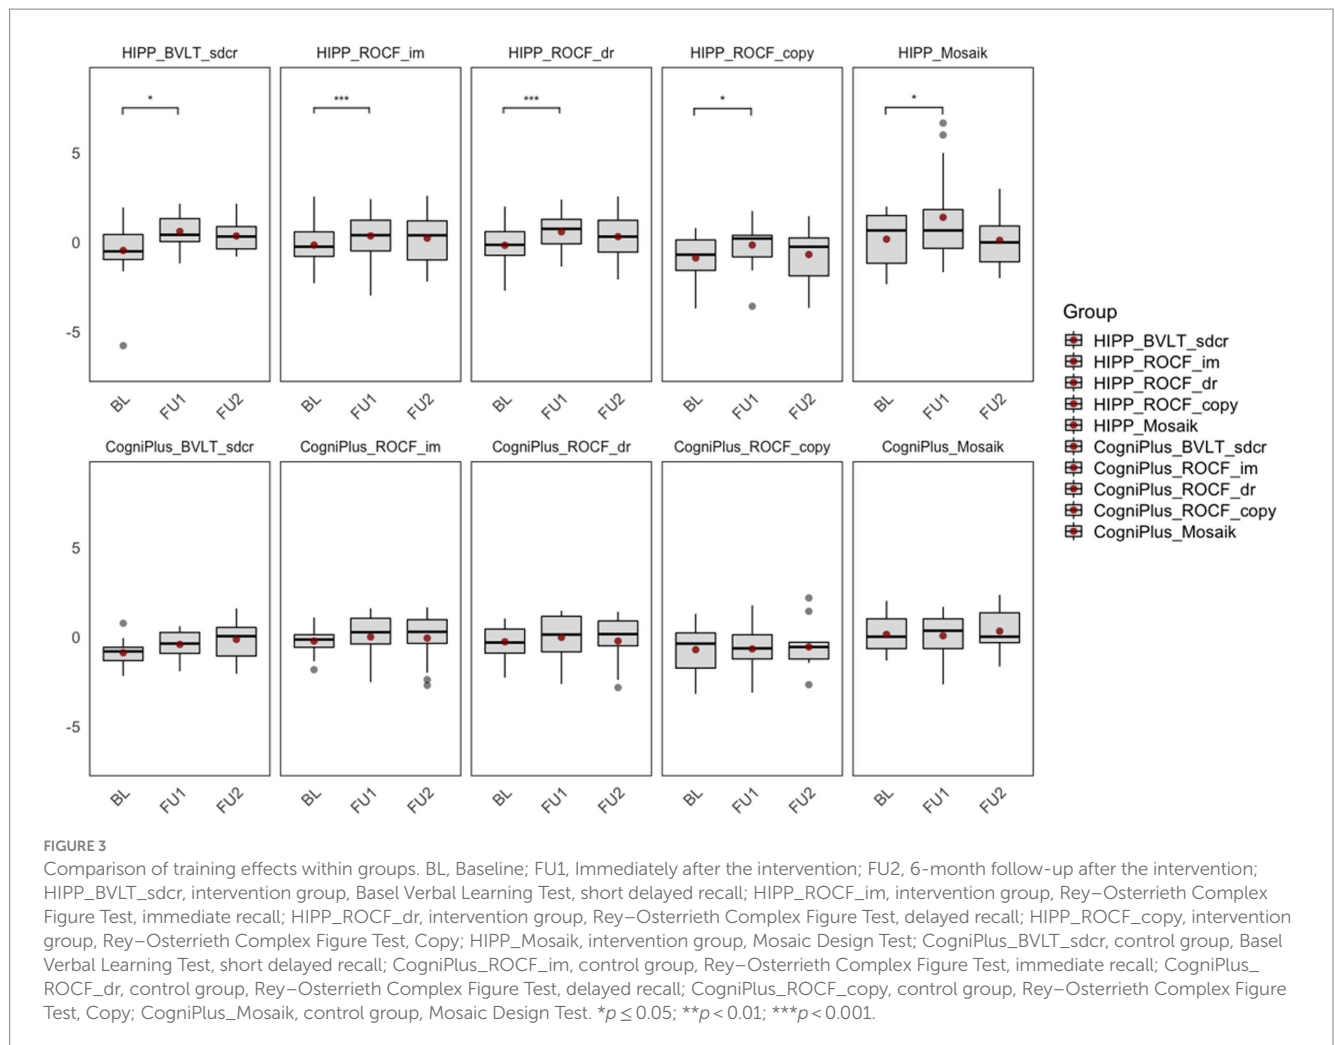 HIPP_BVLT_sdcr HIPP_ROCF_im HIPP_ROCF_dr HIPP_ROCF_copy HIPP_Mosaik
* *** *** * *
5
0
-5
BL FU1 FU2 BL FU1 FU2 BL FU1 FU2 BL FU1 FU2 BL FU1 FU2
CogniPlus_BVLT_sdcr CogniPlus_ROCF_im CogniPlus_ROCF_dr CogniPlus_ROCF_copy CogniPlus_Mosaik
5
0
-5
BL FU1 FU2 BL FU1 FU2 BL FU1 FU2 BL FU1 FU2 BL FU1 FU2
Group
HIPP_BVLT_sdcr
HIPP_ROCF_im
HIPP_ROCF_dr
HIPP_ROCF_copy
HIPP_Mosaik
CogniPlus_BVLT_sdcr
CogniPlus_ROCF_im
CogniPlus_ROCF_dr
CogniPlus_ROCF_copy
CogniPlus_Mosaik
FIGURE 3
Comparison of training effects within groups. BL, Baseline; FU1, Immediately after the intervention; FU2, 6-month follow-up after the intervention;
HIPP_BVLT_sdcr, intervention group, Basel Verbal Learning Test, short delayed recall; HIPP_ROCF_im, intervention group, Rey–Osterrieth Complex
Figure Test, immediate recall; HIPP_ROCF_dr, intervention group, Rey–Osterrieth Complex Figure Test, delayed recall; HIPP_ROCF_copy, intervention
group, Rey–Osterrieth Complex Figure Test, Copy; HIPP_Mosaik, intervention group, Mosaic Design Test; CogniPlus_BVLT_sdcr, control group, Basel
Verbal Learning Test, short delayed recall; CogniPlus_ROCF_im, control group, Rey–Osterrieth Complex Figure Test, immediate recall; CogniPlus_
ROCF_dr, control group, Rey–Osterrieth Complex Figure Test, delayed recall; CogniPlus_ROCF_copy, control group, Rey–Osterrieth Complex Figure
Test, Copy; CogniPlus_Mosaik, control group, Mosaic Design Test. *p ≤ 0.05; **p < 0.01; ***p < 0.001.